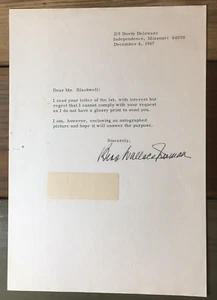 219 North Delaware
Independence, Missouri 64050
December 6, 1967
Dear Mr. Blackwell:
I read your letter of the 1st, with interest but
regret that I cannot comply with your request
as I do not have a glossy print to send you.
I am, however, enclosing an autographed
picture and hope it will answer the purpose.
Sincerely,
Bess Wallace Truman